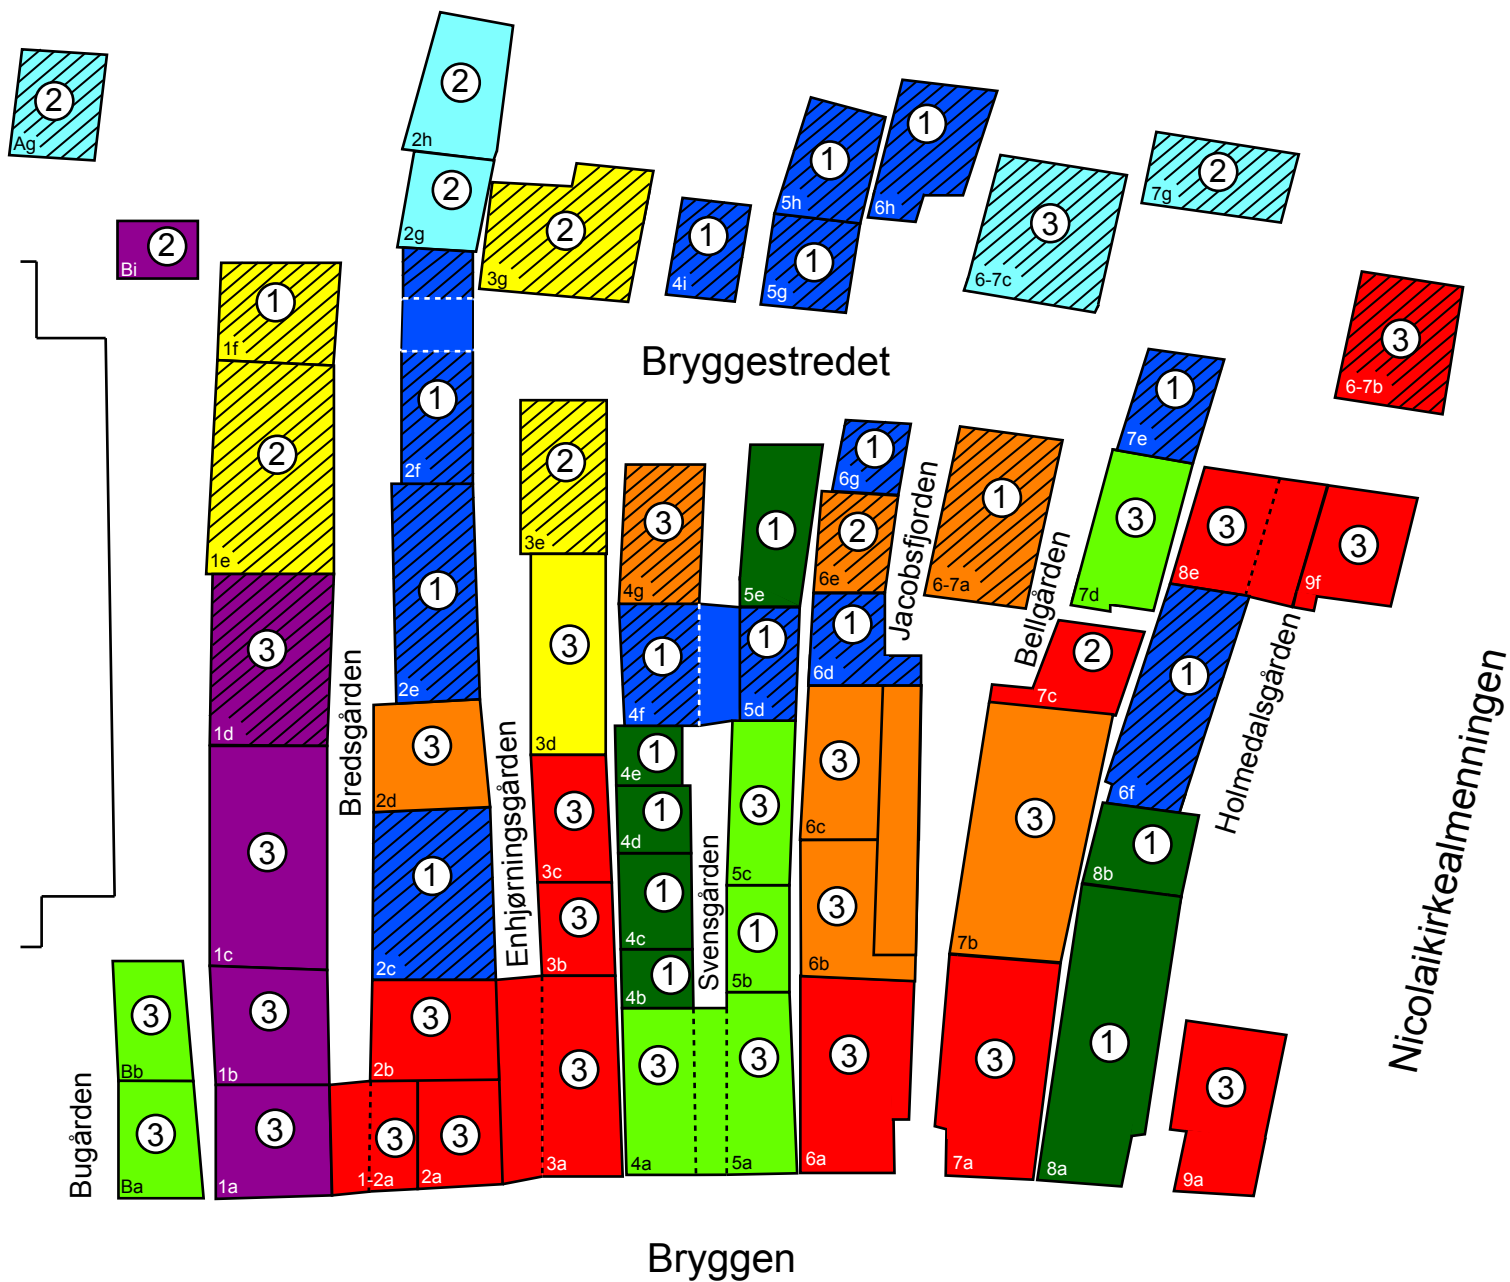 2
2h
2
Ag
1
6h
1
5h
2
7g
2
2g
2
3g
1
4i
1
5g
3
6-7c
2
Bi
1
1f
3
6-7b
Bryggestredet
1
2f
1
7e
2
1e
2
3e
1
6g
3
4g
1
5e
2
6e
Jacobsfjorden
1
6-7a
3
7d
3
8e
3
9f
1
2e
3
1d
Bredsgården
3
3d
1
4f
1
5d
1
6d
Bellgården
2
7c
1
6f
Holmedalsgården
Nicolaikirkealmenningen
3
2d
Enhjørningsgården
1
4e
1
4d
3
5c
3
6c
3
7b
1
8b
3
1c
1
2c
3
3c
3
3b
1
4c
1
4b
Svensgården
1
5b
3
6b
3
Bb
3
1b
3
2b
3
3a
3
4a
3
5a
3
6a
3
7a
1
8a
3
9a
Bugården
3
Ba
3
1a
3
1-2a
3
2a
Bryggen